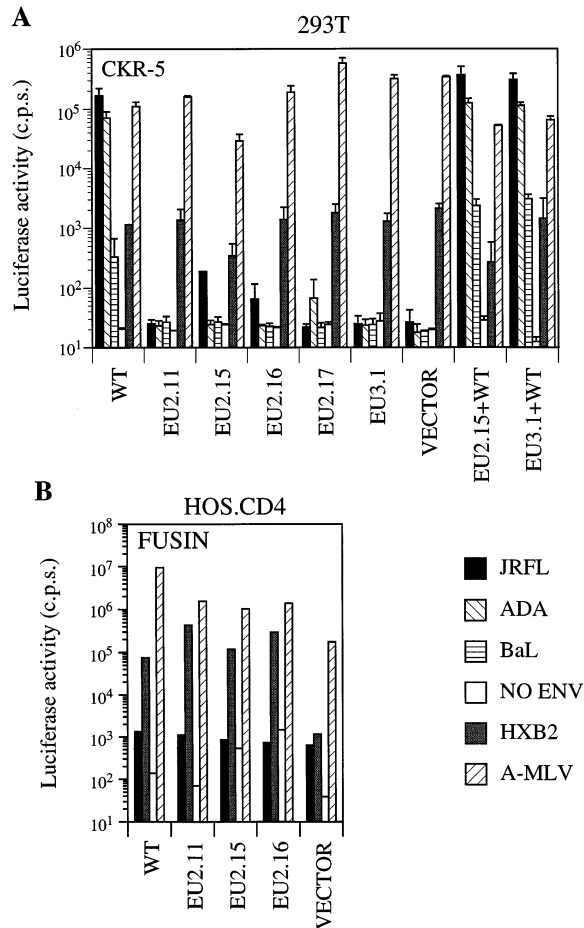 A
293T
CKR-5
Luciferase activity (c.p.s.)
10^6
10^5
10^4
10^3
10^2
10^1
WT
EU2.11
EU2.15
EU2.16
EU2.17
EU3.1
VECTOR
EU2.15+WT
EU3.1+WT
B
HOS.CD4
FUSIN
Luciferase activity (c.p.s.)
10^8
10^7
10^6
10^5
10^4
10^3
10^2
10^1
WT
EU2.11
EU2.15
EU2.16
VECTOR
JRFL
ADA
BaL
NO ENV
HXB2
A-MLV